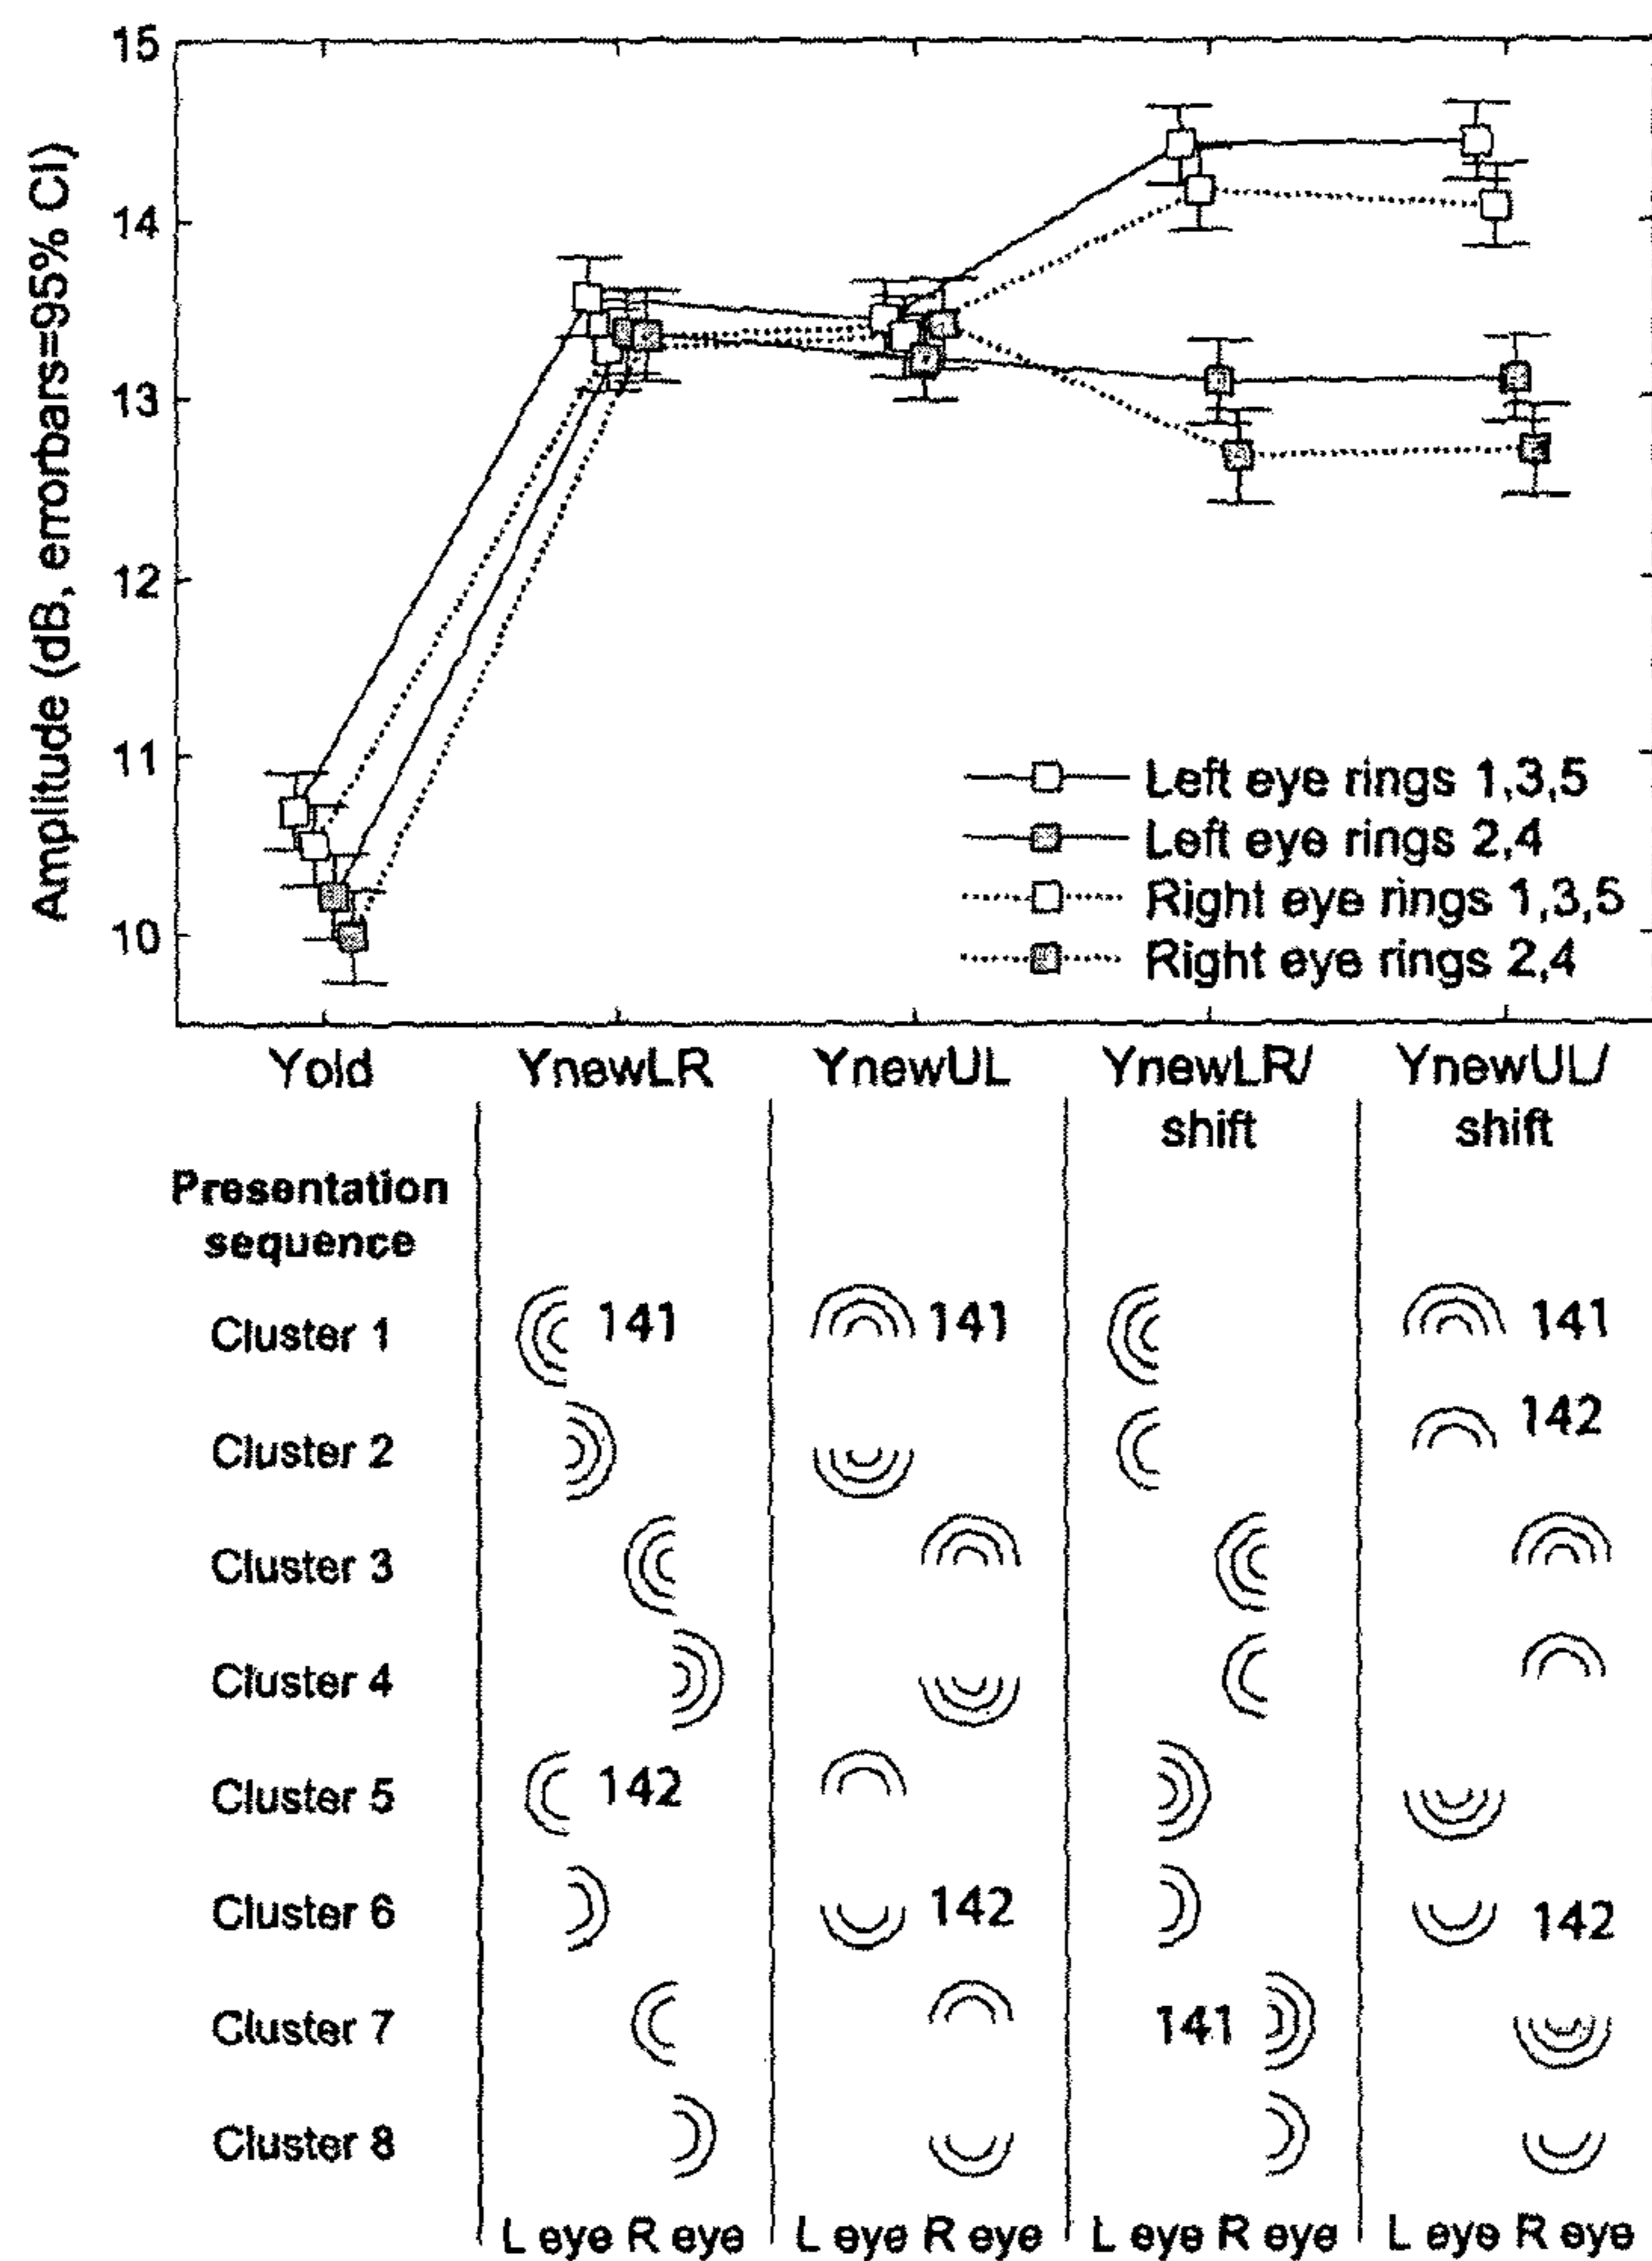 15
14
13
12
11
10
Amplitude (dB, errorbars=95% CI)
Left eye rings 1,3,5
Left eye rings 2,4
Right eye rings 1,3,5
Right eye rings 2,4
Yold YnewLR YnewUL YnewLR/ shift YnewUL/ shift
Presentation
sequence
Cluster 1 141 141 141
Cluster 2 142
Cluster 3
Cluster 4
Cluster 5 142
Cluster 6 142 142
Cluster 7 141
Cluster 8
L eye R eye L eye R eye L eye R eye L eye R eye